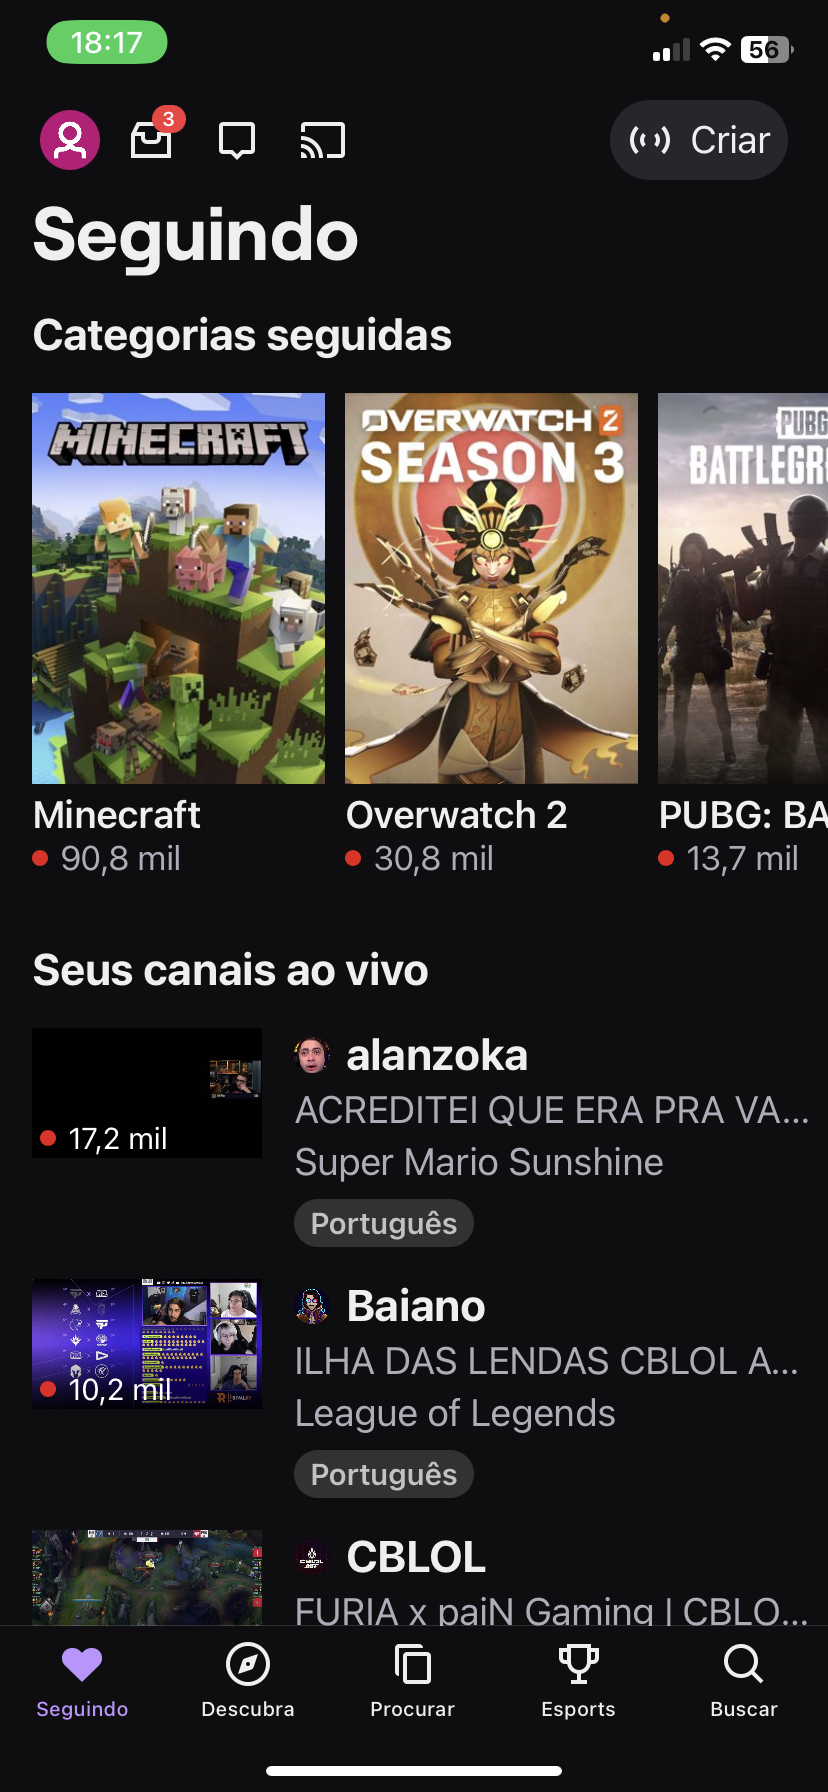 18:17
56
3
Criar
Seguindo
Categorias seguidas
MINECRAFT
OVERWATCH 2
SEASON 3
PUBG
BATTLEGR
Minecraft
90,8 mil
Overwatch 2
30,8 mil
PUBG: BA
13,7 mil
Seus canais ao vivo
17,2 mil
alanzoka
ACREDITEI QUE ERA PRA VA...
Super Mario Sunshine
Português
10,2 mil
Baiano
ILHA DAS LENDAS CBLOL A...
League of Legends
Português
CBLOL
FURIA x paiN Gaming | CBLO...
Seguindo
Descubra
Procurar
Esports
Buscar